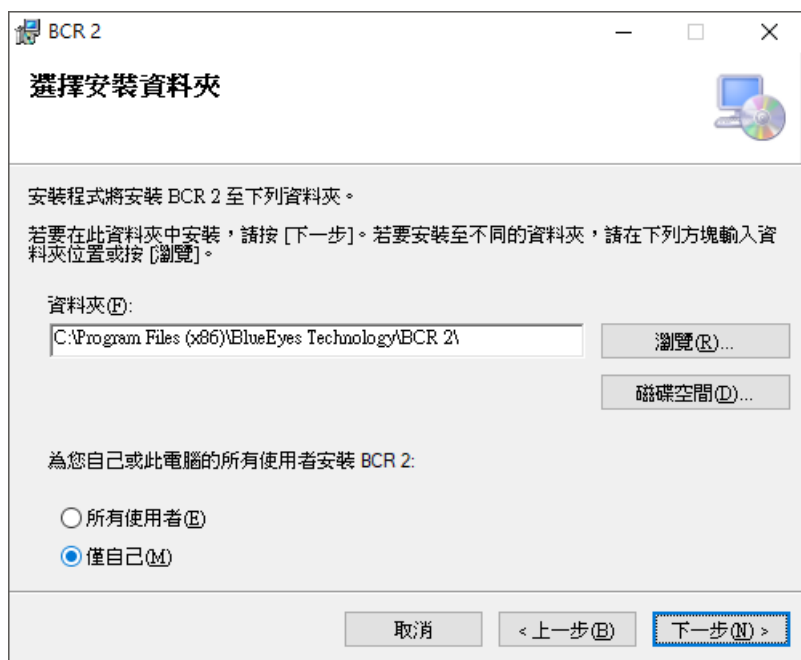 BCR 2
選擇安裝資料夾
安裝程式將安裝 BCR 2 至下列資料夾。
若要在此資料夾中安裝，請按 [下一步]。若要安裝至不同的資料夾，請在下列方塊輸入資
料夾位置或按 [瀏覽]。
資料夾(F):
C:\Program Files (x86)\BlueEyes Technology\BCR 2\
瀏覽(R)...
磁碟空間(D)...
為您自己或此電腦的所有使用者安裝 BCR 2:
所有使用者(E)
僅自己(M)
取消
< 上一步(B)
下一步(N) >